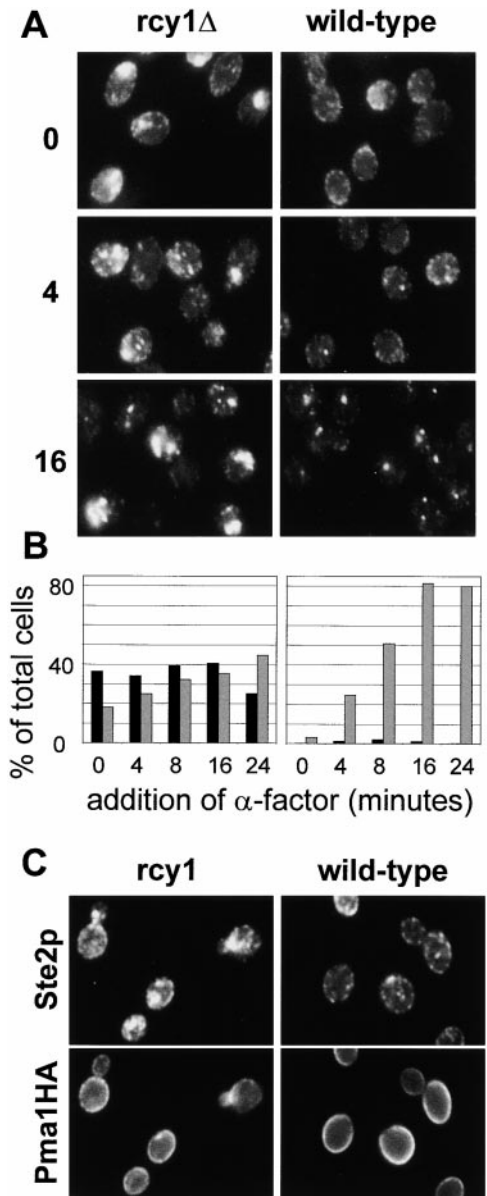 A
rcy1Δ wild-type
0
4
16
B
% of total cells
80
40
0
0 4 8 16 24 0 4 8 16 24
addition of α-factor (minutes)
C
rcy1 wild-type
Ste2p
Pma1HA